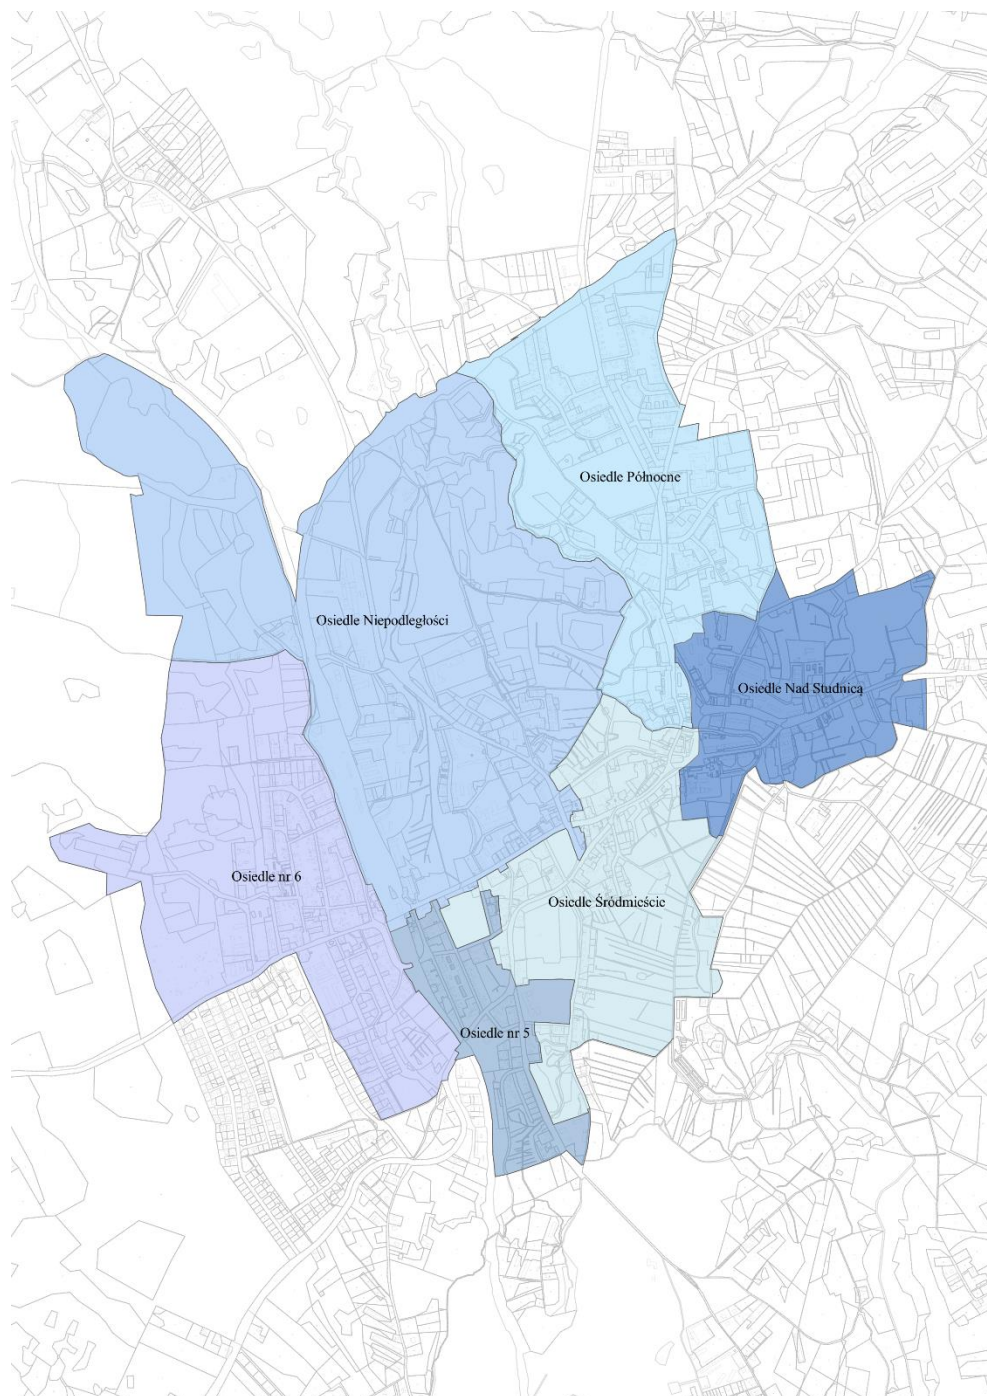 Osiedle Północne
Osiedle Niepodległości
Osiedle Nad Studnicą
Osiedle nr 6
Osiedle Śródmieście
Osiedle nr 5